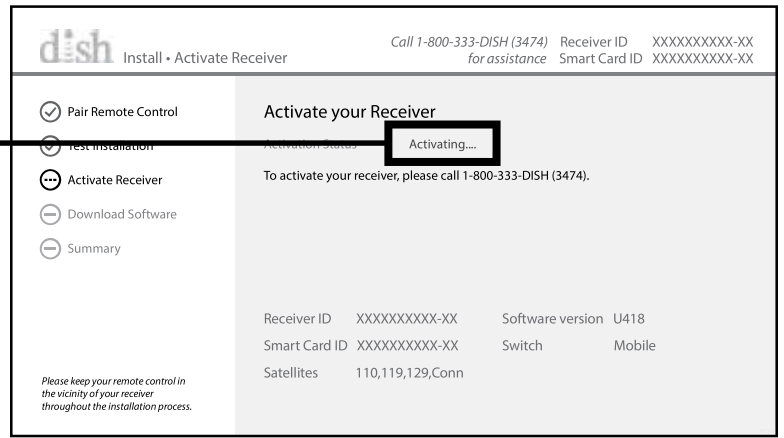 dish Install • Activate Receiver
Call 1-800-333-DISH (3474) Receiver ID XXXXXXXXXX-XX
for assistance Smart Card ID XXXXXXXXXX-XX
Pair Remote Control
Test Installation
Activate Receiver
Download Software
Summary
Please keep your remote control in
the vicinity of your receiver
throughout the installation process.
Activate your Receiver
Activation Status Activating....
To activate your receiver, please call 1-800-333-DISH (3474).
Receiver ID XXXXXXXXXX-XX Software version U418
Smart Card ID XXXXXXXXXX-XX Switch Mobile
Satellites 110,119,129,Conn